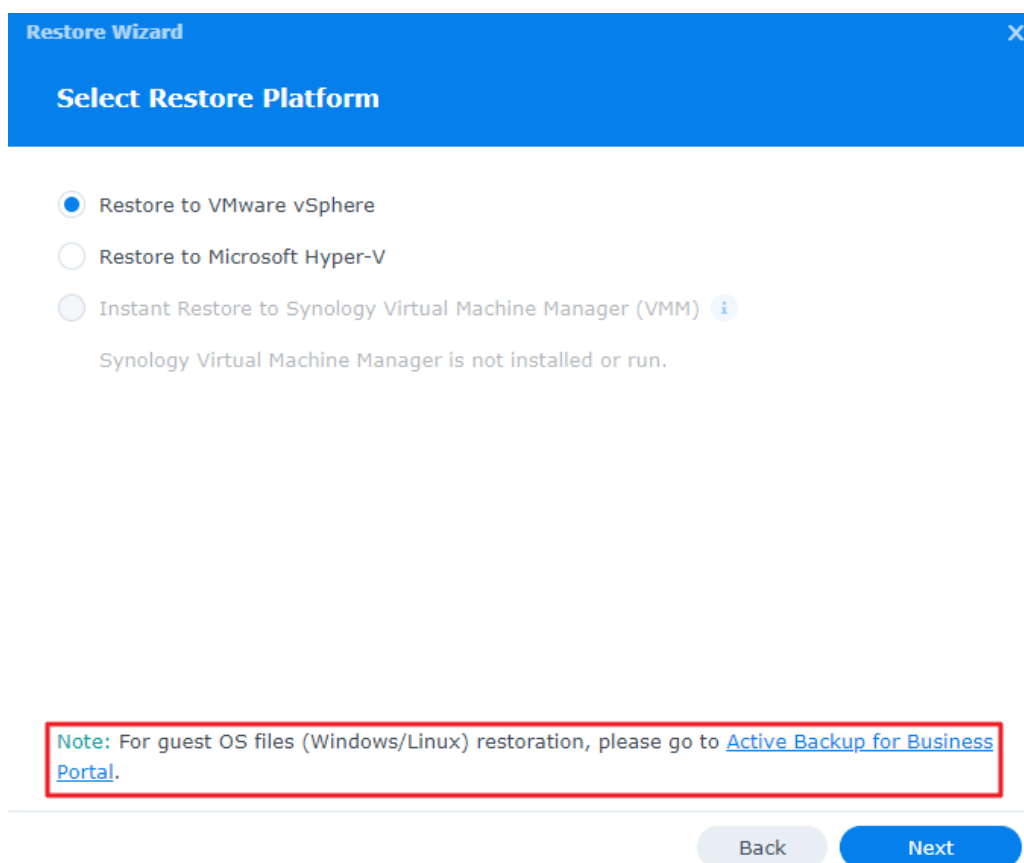 Restore Wizard
Select Restore Platform
Restore to VMware vSphere
Restore to Microsoft Hyper-V
Instant Restore to Synology Virtual Machine Manager (VMM)
Synology Virtual Machine Manager is not installed or run.
Note: For guest OS files (Windows/Linux) restoration, please go to Active Backup for Business
Portal.
Back Next